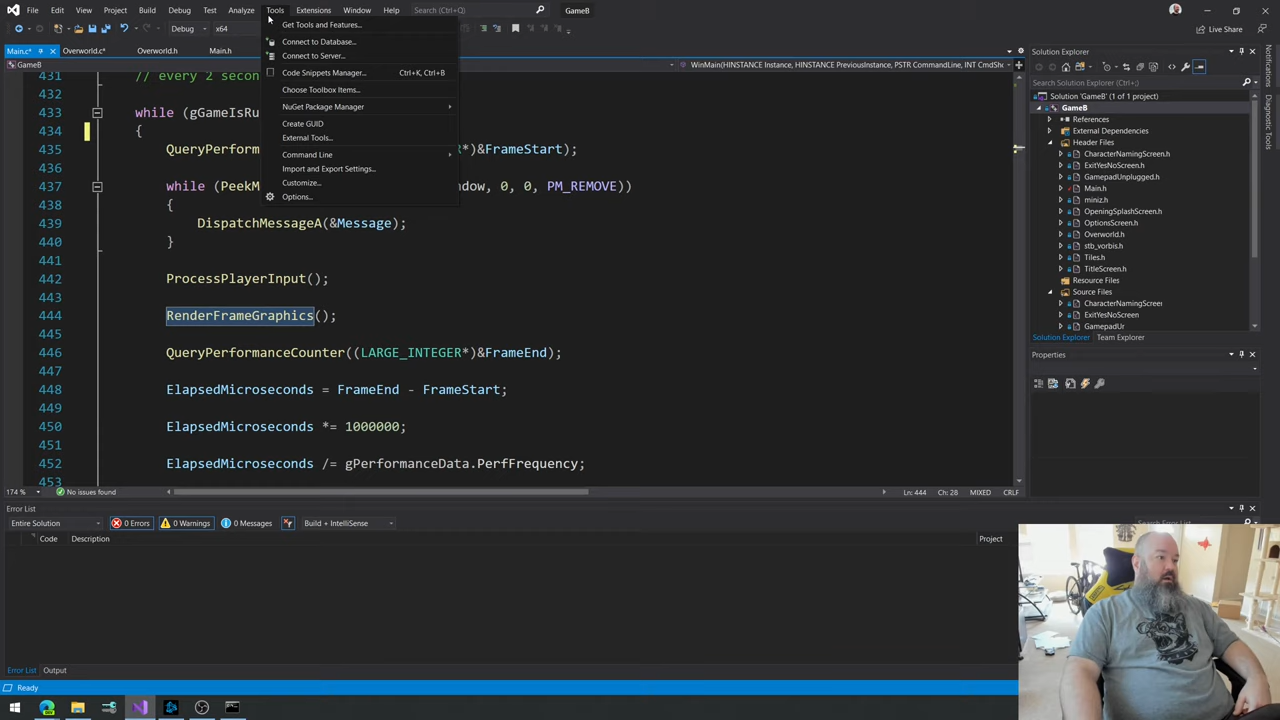 File Edit View Project Build Debug Test Analyze Tools Extensions Window Help Search (Ctrl+Q) GameB
Debug x64 Live Share
Main.c* Overworld.c* Overworld.h Main.h
GameB WinMain(HINSTANCE Instance, HINSTANCE PreviousInstance, PSTR CommandLine, INT CmdSho
Get Tools and Features...
Connect to Database...
Connect to Server...
Code Snippets Manager... Ctrl+K, Ctrl+B
Choose Toolbox Items...
NuGet Package Manager
Create GUID
External Tools...
Command Line
Import and Export Settings...
Customize...
Options...
431 // every 2 secon
432
433 while (gGameIsRu
434 {
435 QueryPerform *)&FrameStart);
436
437 while (PeekM ndow, 0, 0, PM_REMOVE))
438 {
439 DispatchMessageA(&Message);
440 }
441
442 ProcessPlayerInput();
443
444 RenderFrameGraphics();
445
446 QueryPerformanceCounter((LARGE_INTEGER*)&FrameEnd);
447
448 ElapsedMicroseconds = FrameEnd - FrameStart;
449
450 ElapsedMicroseconds *= 1000000;
451
452 ElapsedMicroseconds /= gPerformanceData.PerfFrequency;
453
174 % No issues found Ln: 444 Ch: 28 MIXED CRLF
Solution Explorer
Search Solution Explorer (Ctrl+;)
Solution 'GameB' (1 of 1 project)
GameB
References
External Dependencies
Header Files
CharacterNamingScreen.h
ExitYesNoScreen.h
GamepadUnplugged.h
Main.h
miniz.h
OpeningSplashScreen.h
OptionsScreen.h
Overworld.h
stb_vorbis.h
Tiles.h
TitleScreen.h
Resource Files
Source Files
CharacterNamingScreen
ExitYesNoScreen
GamepadUr
Solution Explorer Team Explorer
Properties
Notifications
Diagnostic Tools
Error List
Entire Solution 0 Errors 0 Warnings 0 Messages Build + IntelliSense
Search Error List
Code Description Project
Error List Output
Ready